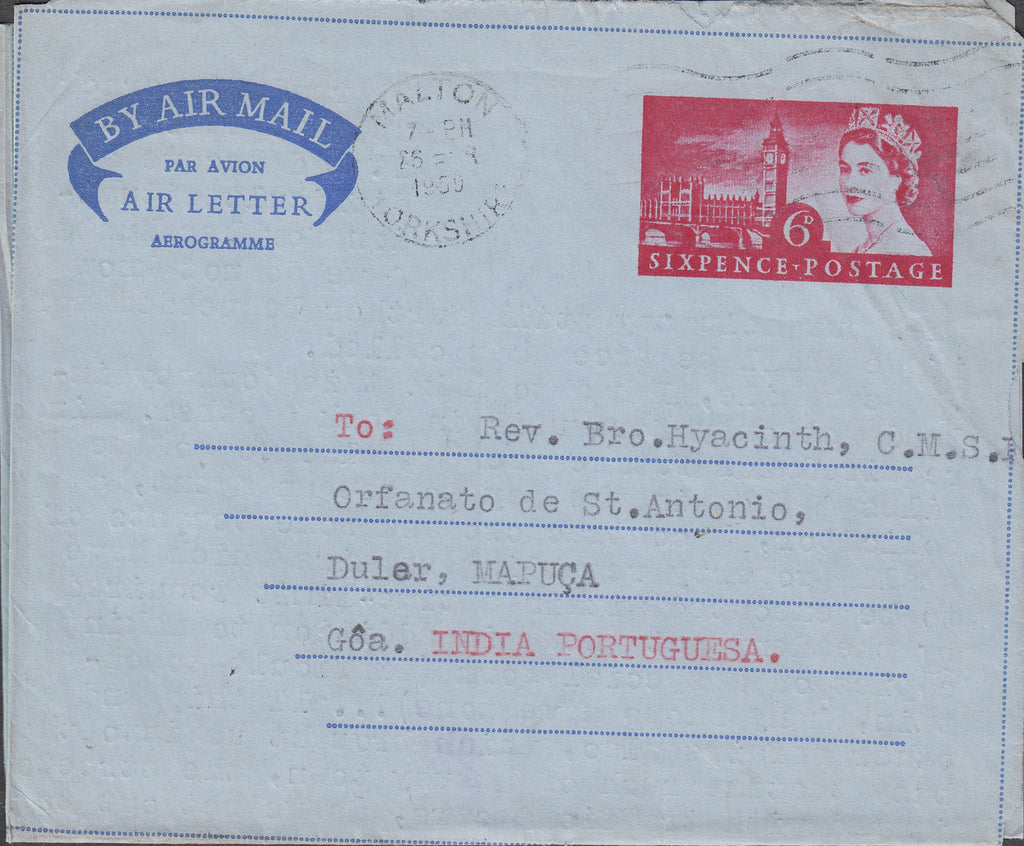 BY AIR MAIL
PAR AVION
AIR LETTER
AEROGRAMME
MALTON
7 - PM
YORKSHIRE
6D
SIXPENCE POSTAGE
To: Rev. Bro.Hyacinth, C.M.S.
Orfanato de St.Antonio,
Duler, MAPUÇA
Gôa. INDIA PORTUGUESA.